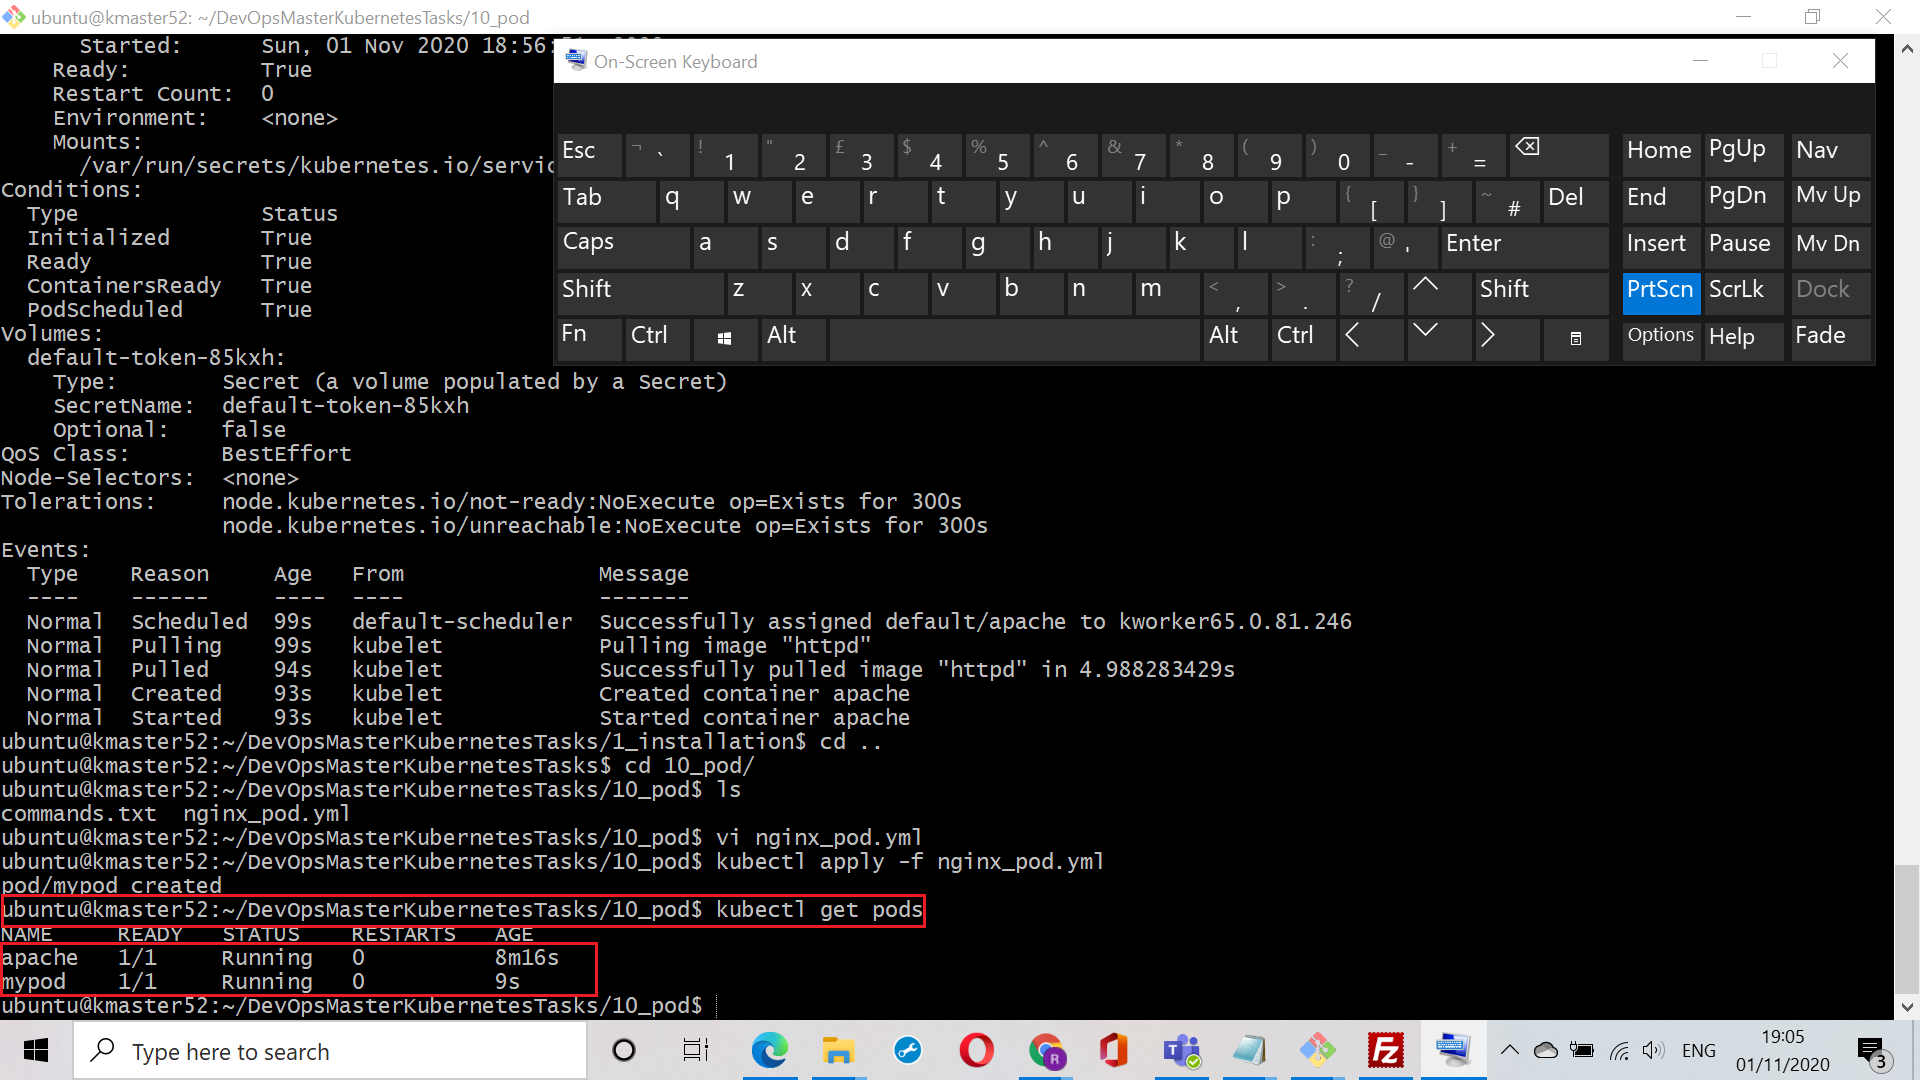 ubuntu@kmaster52: ~/DevOpsMasterKubernetesTasks/10_pod
Started: Sun, 01 Nov 2020 18:56:
Ready: True
Restart Count: 0
Environment: <none>
Mounts:
/var/run/secrets/kubernetes.io/servic
Conditions:
Type Status
Initialized True
Ready True
ContainersReady True
PodScheduled True
Volumes:
default-token-85kxh:
Type: Secret (a volume populated by a Secret)
SecretName: default-token-85kxh
Optional: false
QoS Class: BestEffort
Node-Selectors: <none>
Tolerations: node.kubernetes.io/not-ready:NoExecute op=Exists for 300s
node.kubernetes.io/unreachable:NoExecute op=Exists for 300s
Events:
Type Reason Age From Message
---- ------ ---- ---- -------
Normal Scheduled 99s default-scheduler Successfully assigned default/apache to kworker65.0.81.246
Normal Pulling 99s kubelet Pulling image "httpd"
Normal Pulled 94s kubelet Successfully pulled image "httpd" in 4.988283429s
Normal Created 93s kubelet Created container apache
Normal Started 93s kubelet Started container apache
ubuntu@kmaster52:~/DevOpsMasterKubernetesTasks/1_installation$ cd ..
ubuntu@kmaster52:~/DevOpsMasterKubernetesTasks$ cd 10_pod/
ubuntu@kmaster52:~/DevOpsMasterKubernetesTasks/10_pod$ ls
commands.txt nginx_pod.yml
ubuntu@kmaster52:~/DevOpsMasterKubernetesTasks/10_pod$ vi nginx_pod.yml
ubuntu@kmaster52:~/DevOpsMasterKubernetesTasks/10_pod$ kubectl apply -f nginx_pod.yml
pod/mypod created
ubuntu@kmaster52:~/DevOpsMasterKubernetesTasks/10_pod$ kubectl get pods
NAME READY STATUS RESTARTS AGE
apache 1/1 Running 0 8m16s
mypod 1/1 Running 0 9s
ubuntu@kmaster52:~/DevOpsMasterKubernetesTasks/10_pod$
On-Screen Keyboard
Esc ¬ ` ! 1 " 2 £ 3 $ 4 % 5 ^ 6 & 7 * 8 ( 9 ) 0 _ - + = Home PgUp Nav
Tab q w e r t y u i o p { [ } ] ~ # Del End PgDn Mv Up
Caps a s d f g h j k l : ; @ ' Enter Insert Pause Mv Dn
Shift z x c v b n m < , > . ? / Shift PrtScn ScrLk Dock
Fn Ctrl Alt Alt Ctrl Options Help Fade
Type here to search
R
T
Fz
ENG
19:05
01/11/2020
3